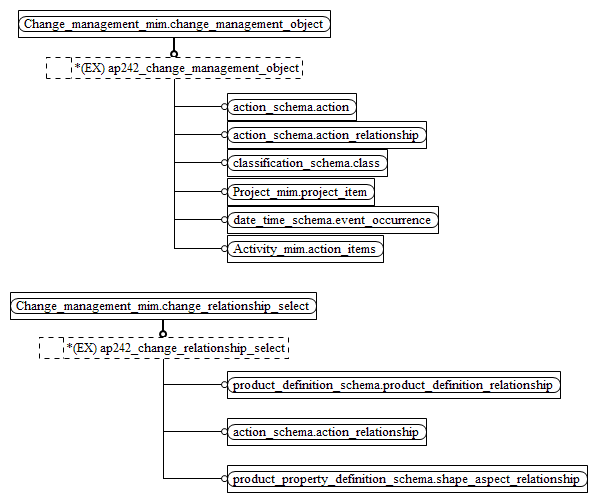 Change_management_mim.change_management_object
*(EX) ap242_change_management_object
action_schema.action
action_schema.action_relationship
classification_schema.class
Project_mim.project_item
date_time_schema.event_occurrence
Activity_mim.action_items
Change_management_mim.change_relationship_select
*(EX) ap242_change_relationship_select
product_definition_schema.product_definition_relationship
action_schema.action_relationship
product_property_definition_schema.shape_aspect_relationship